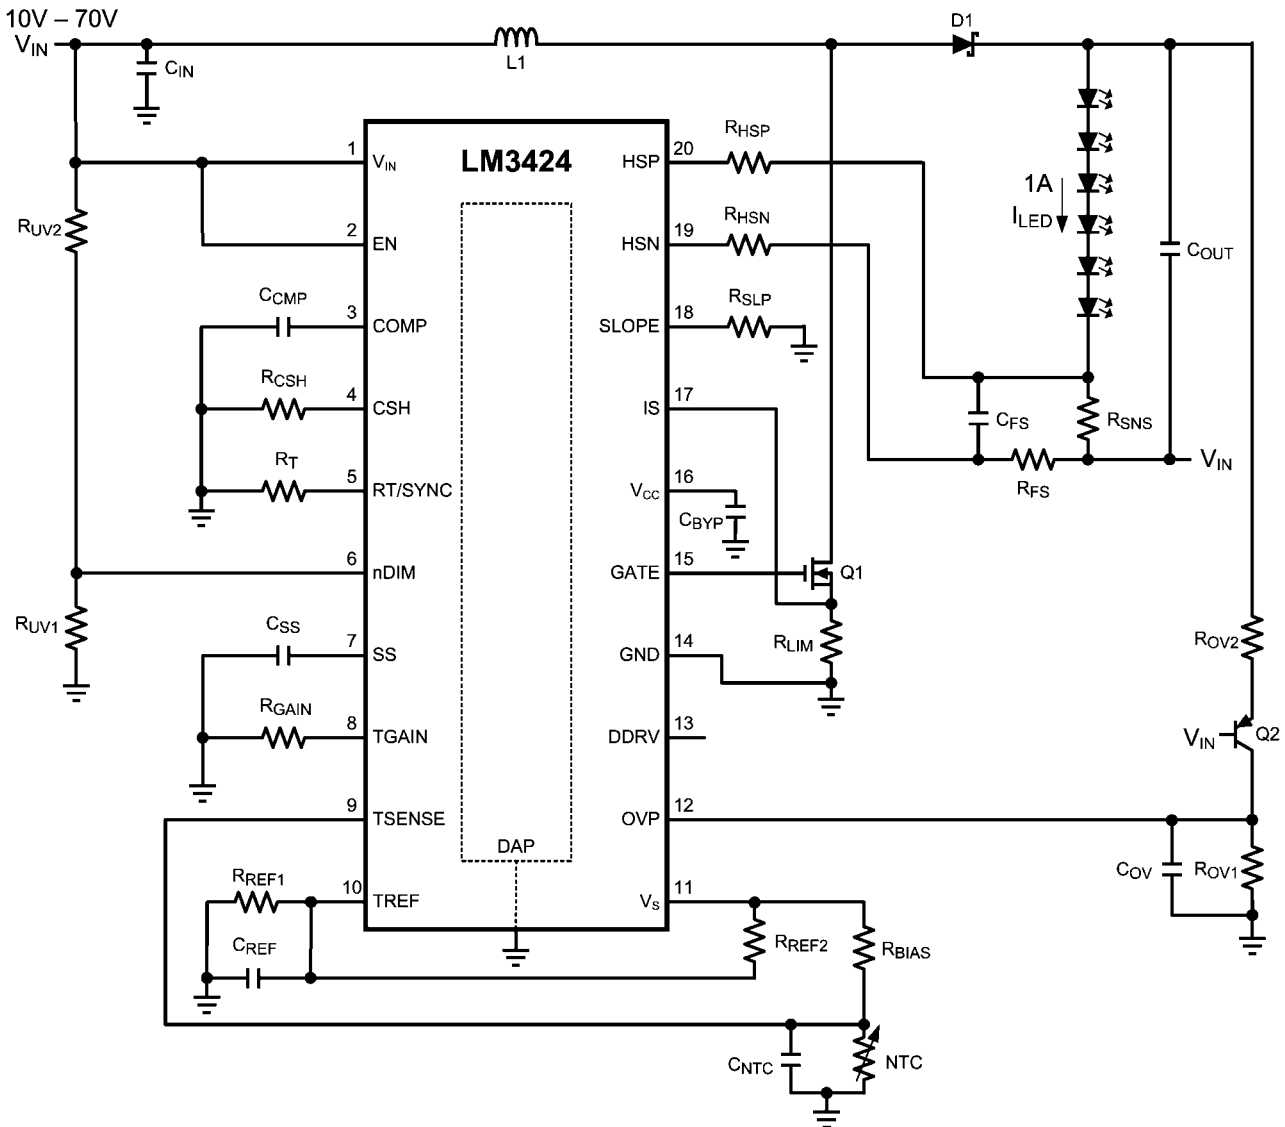 10V – 70V
VIN
CIN
L1
D1
LM3424
1
VIN
2
EN
3
COMP
4
CSH
5
RT/SYNC
6
nDIM
7
SS
8
TGAIN
9
TSENSE
10
TREF
20
HSP
19
HSN
18
SLOPE
17
IS
16
VCC
15
GATE
14
GND
13
DDRV
12
OVP
11
VS
DAP
RUV2
CCMP
RCSH
RT
RUV1
CSS
RGAIN
RREF1
CREF
RHSP
RHSN
RSLP
CBYP
Q1
RLIM
1A
ILED
COUT
CFS
RSNS
RFS
VIN
ROV2
VIN
Q2
COV
ROV1
RREF2
RBIAS
CNTC
NTC